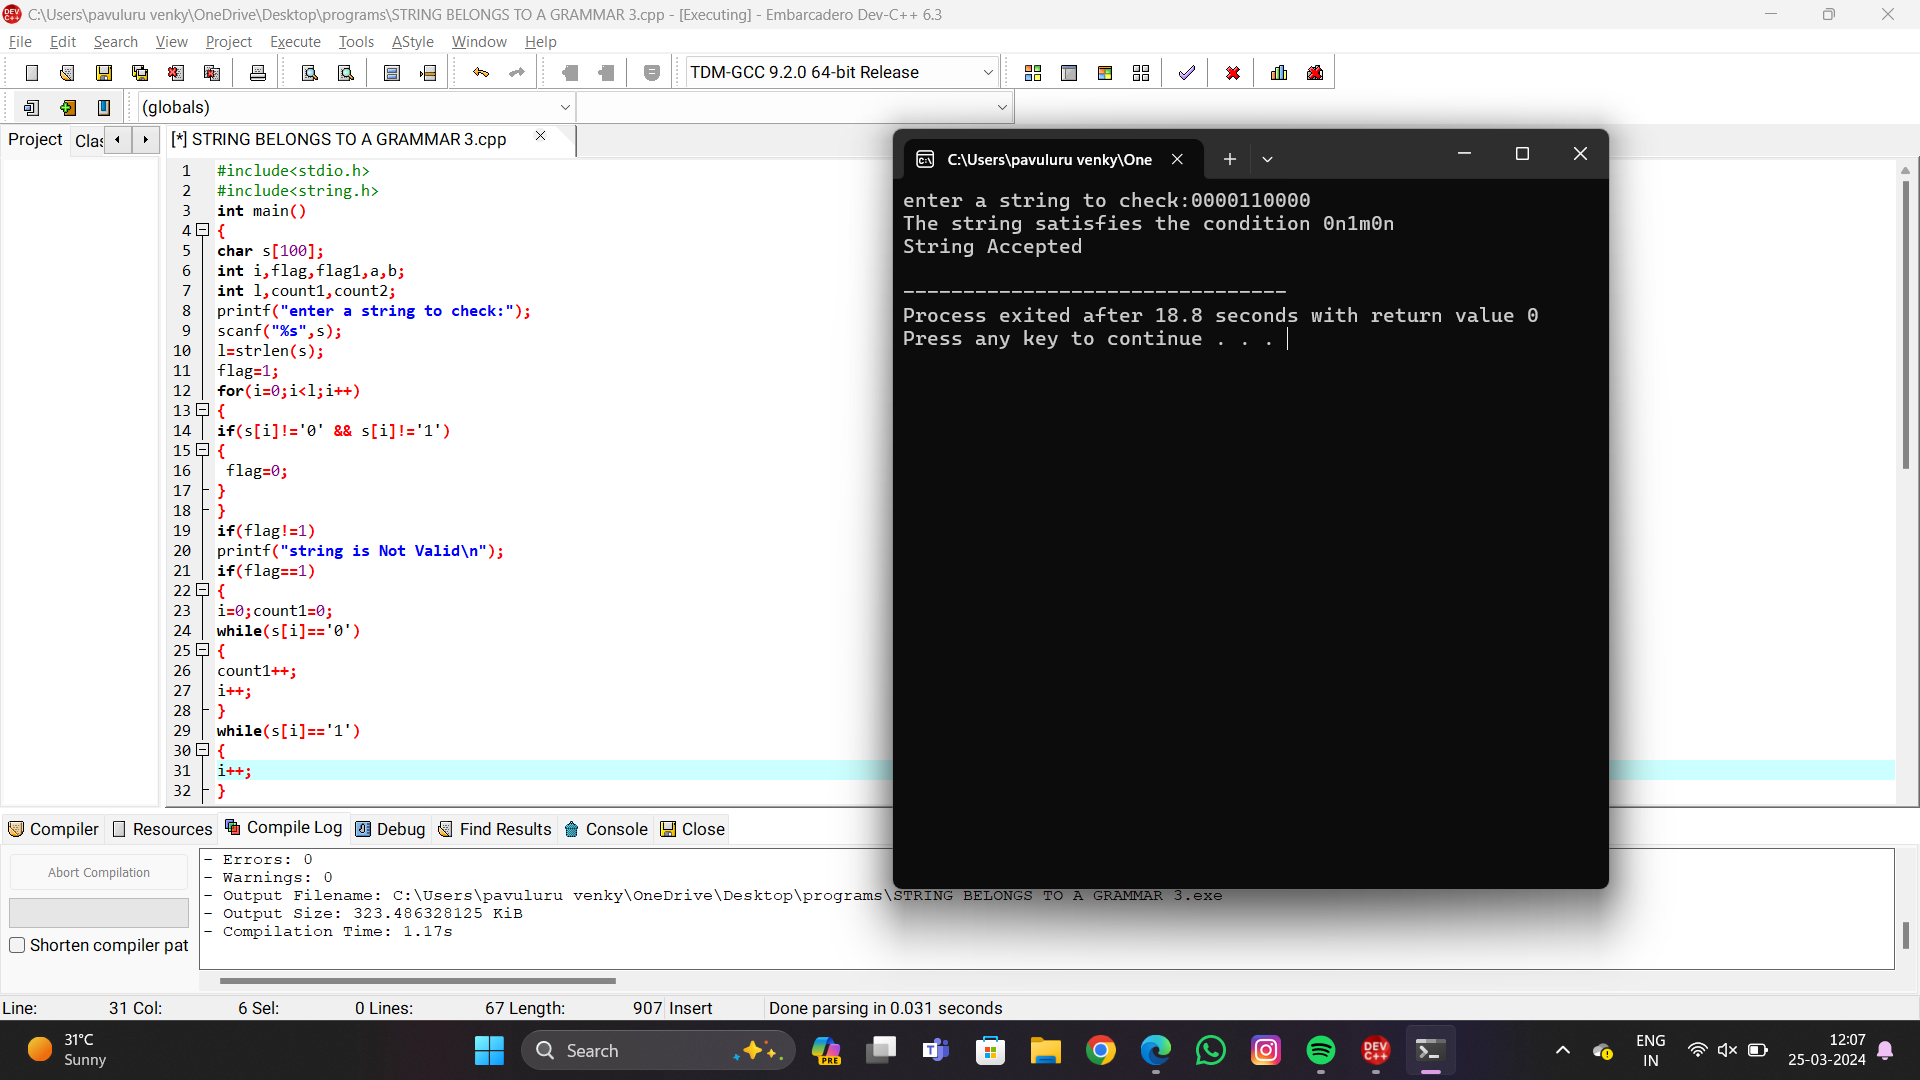 C:\Users\pavuluru venky\OneDrive\Desktop\programs\STRING BELONGS TO A GRAMMAR 3.cpp - [Executing] - Embarcadero Dev-C++ 6.3
File Edit Search View Project Execute Tools AStyle Window Help
TDM-GCC 9.2.0 64-bit Release
(globals)
Project Clas [*] STRING BELONGS TO A GRAMMAR 3.cpp
1 #include<stdio.h>
2 #include<string.h>
3 int main()
4 {
5 char s[100];
6 int i,flag,flag1,a,b;
7 int l,count1,count2;
8 printf("enter a string to check:");
9 scanf("%s",s);
10 l=strlen(s);
11 flag=1;
12 for(i=0;i<l;i++)
13 {
14 if(s[i]!='0' && s[i]!='1')
15 {
16 flag=0;
17 }
18 }
19 if(flag!=1)
20 printf("string is Not Valid\n");
21 if(flag==1)
22 {
23 i=0;count1=0;
24 while(s[i]=='0')
25 {
26 count1++;
27 i++;
28 }
29 while(s[i]=='1')
30 {
31 i++;
32 }
C:\Users\pavuluru venky\One
enter a string to check:0000110000
The string satisfies the condition 0n1m0n
String Accepted
--------------------------------
Process exited after 18.8 seconds with return value 0
Press any key to continue . . .
Compiler Resources Compile Log Debug Find Results Console Close
Abort Compilation
Shorten compiler pat
- Errors: 0
- Warnings: 0
- Output Filename: C:\Users\pavuluru venky\OneDrive\Desktop\programs\STRING BELONGS TO A GRAMMAR 3.exe
- Output Size: 323.486328125 KiB
- Compilation Time: 1.17s
Line: 31 Col: 6 Sel: 0 Lines: 67 Length: 907 Insert Done parsing in 0.031 seconds
31°C
Sunny
Search
PRE
DEV
C++
ENG
IN
12:07
25-03-2024